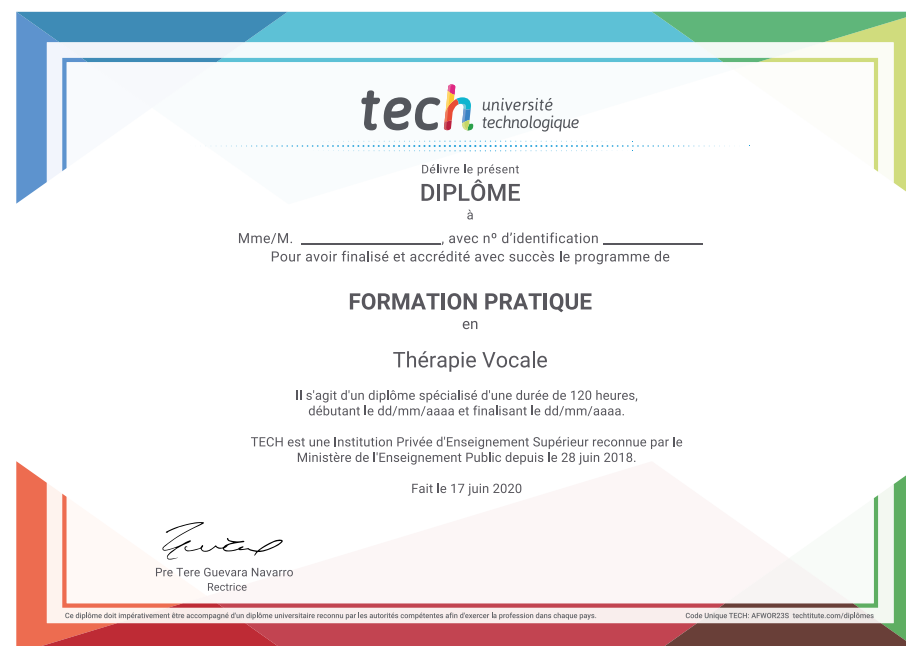 tech université
technologique
Délivre le présent
DIPLÔME
à
Mme/M. ____________________, avec nº d'identification ______________
Pour avoir finalisé et accrédité avec succès le programme de
FORMATION PRATIQUE
en
Thérapie Vocale
Il s'agit d'un diplôme spécialisé d'une durée de 120 heures,
débutant le dd/mm/aaaa et finalisant le dd/mm/aaaa.
TECH est une Institution Privée d'Enseignement Supérieur reconnue par le
Ministère de l'Enseignement Public depuis le 28 juin 2018.
Fait le 17 juin 2020
Pre Tere Guevara Navarro
Rectrice
Ce diplôme doit impérativement être accompagné d'un diplôme universitaire reconnu par les autorités compétentes afin d'exercer la profession dans chaque pays.
Code Unique TECH: AFWOR23S techtitute.com/diplômes